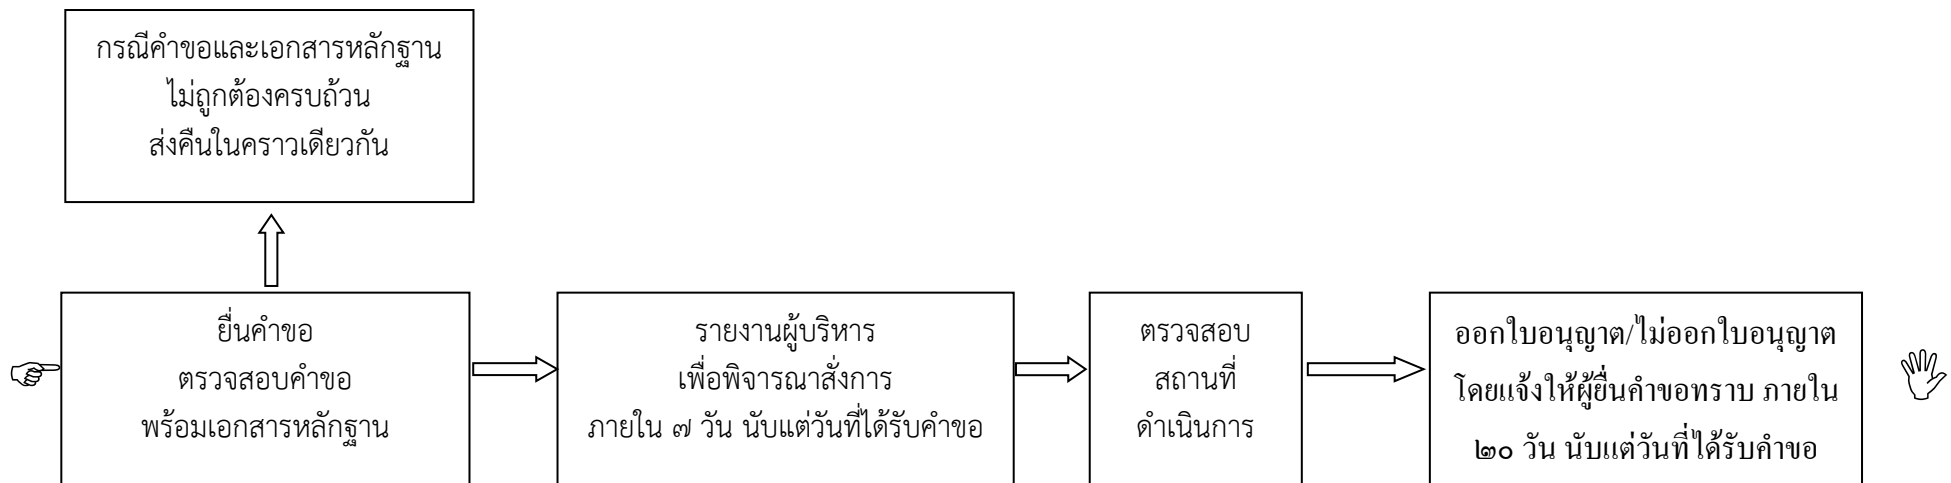 กรณีคำขอและเอกสารหลักฐาน
ไม่ถูกต้องครบถ้วน
ส่งคืนในคราวเดียวกัน
ยื่นคำขอ
ตรวจสอบคำขอ
พร้อมเอกสารหลักฐาน
รายงานผู้บริหาร
เพื่อพิจารณาสั่งการ
ภายใน ๗ วัน นับแต่วันที่ได้รับคำขอ
ตรวจสอบ
สถานที่
ดำเนินการ
ออกใบอนุญาต/ไม่ออกใบอนุญาต
โดยแจ้งให้ผู้ยื่นคำขอทราบ ภายใน
๒๐ วัน นับแต่วันที่ได้รับคำขอ